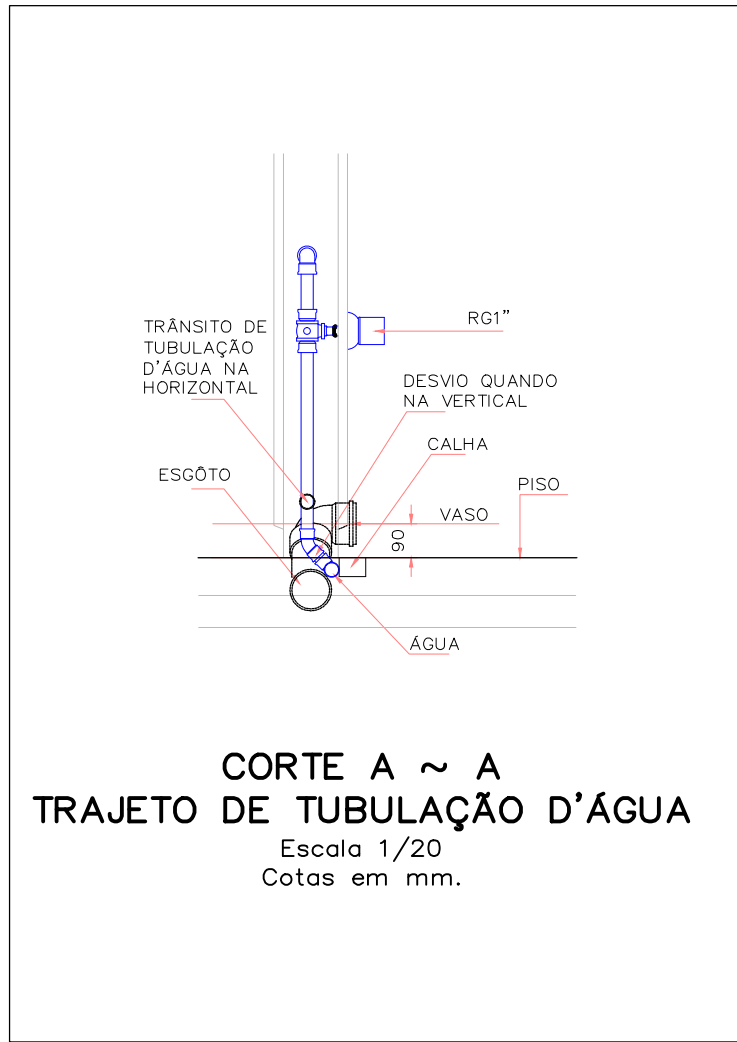 RG1”
TRÂNSITO DE
TUBULAÇÃO
D'ÁGUA NA
HORIZONTAL
DESVIO QUANDO
NA VERTICAL
CALHA
ESGÔTO
PISO
VASO
90
ÁGUA
CORTE A ~ A
TRAJETO DE TUBULAÇÃO D'ÁGUA
Escala 1/20
Cotas em mm.